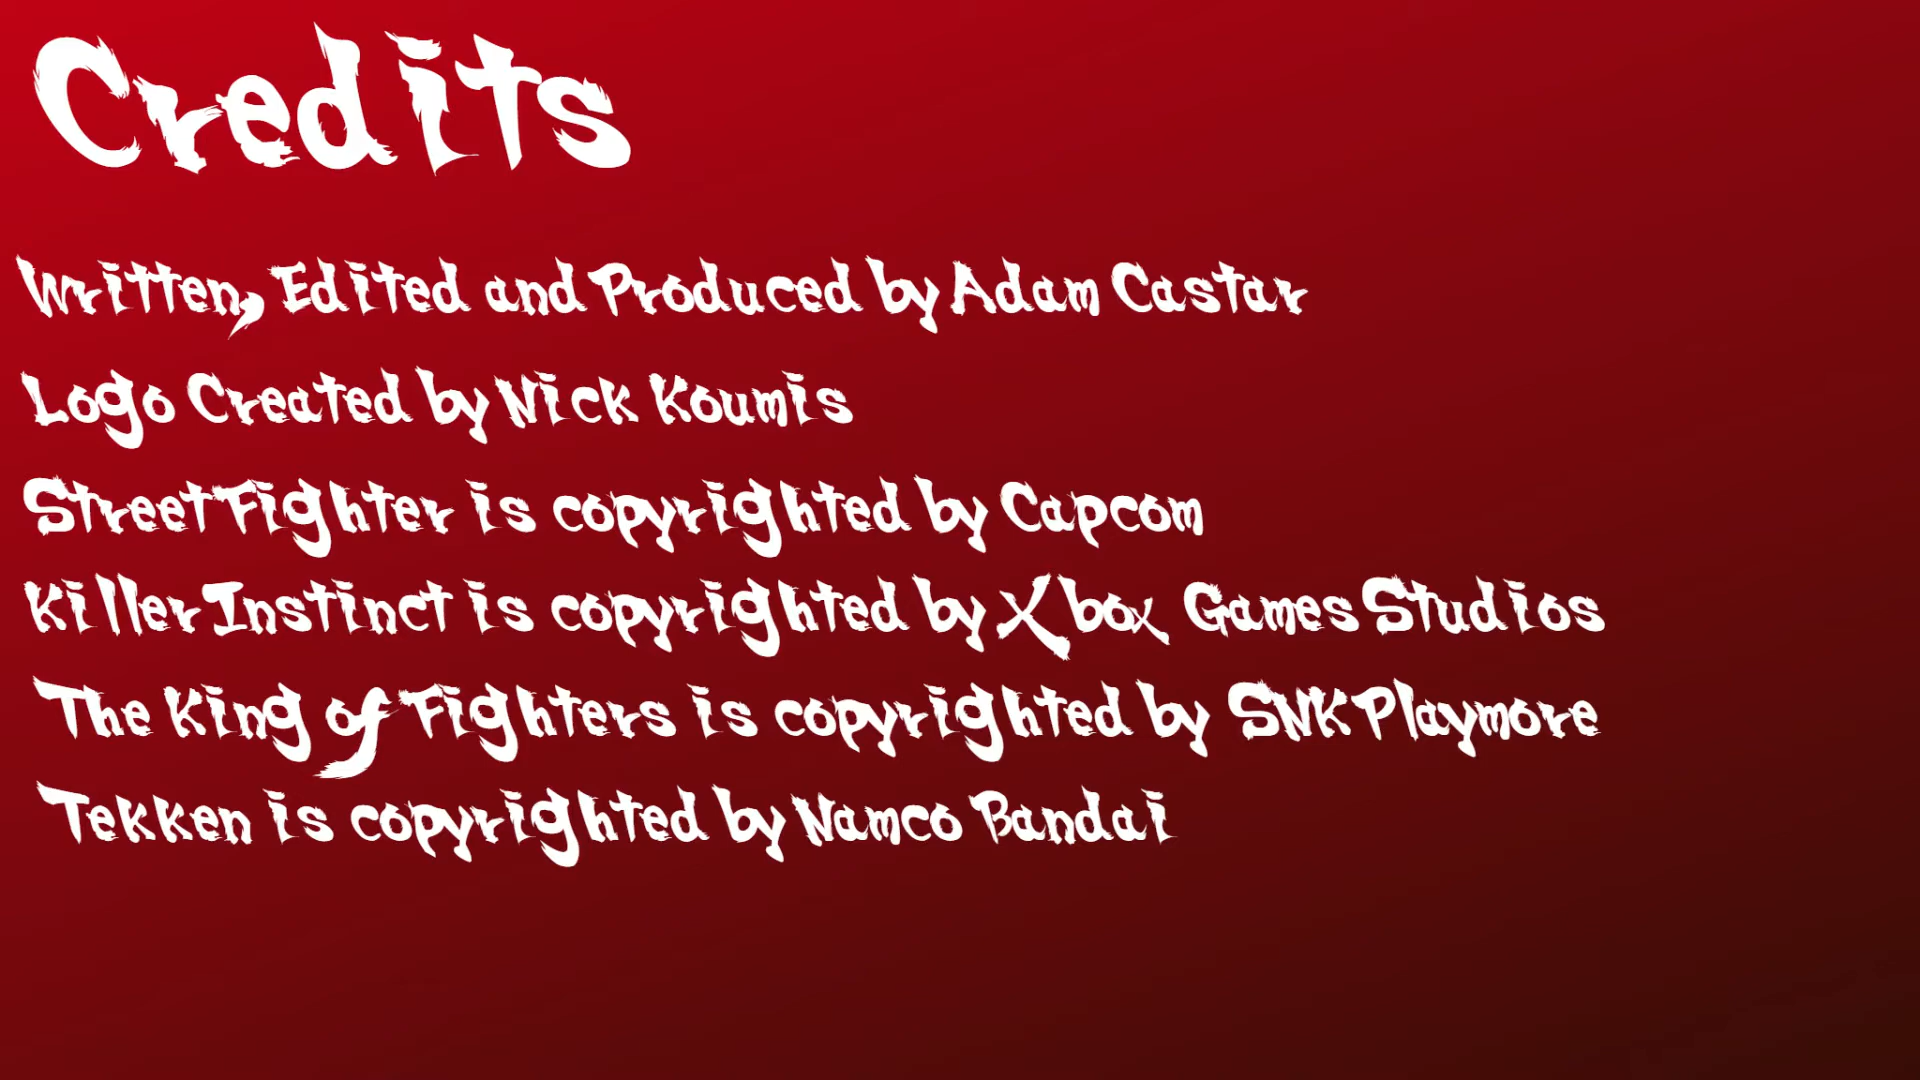 Credits
Written, Edited and Produced by Adam Castar
Logo Created by Nick Koumis
Street Fighter is copyrighted by Capcom
Killer Instinct is copyrighted by Xbox Games Studios
The King of Fighters is copyrighted by SNK Playmore
Tekken is copyrighted by Namco Bandai